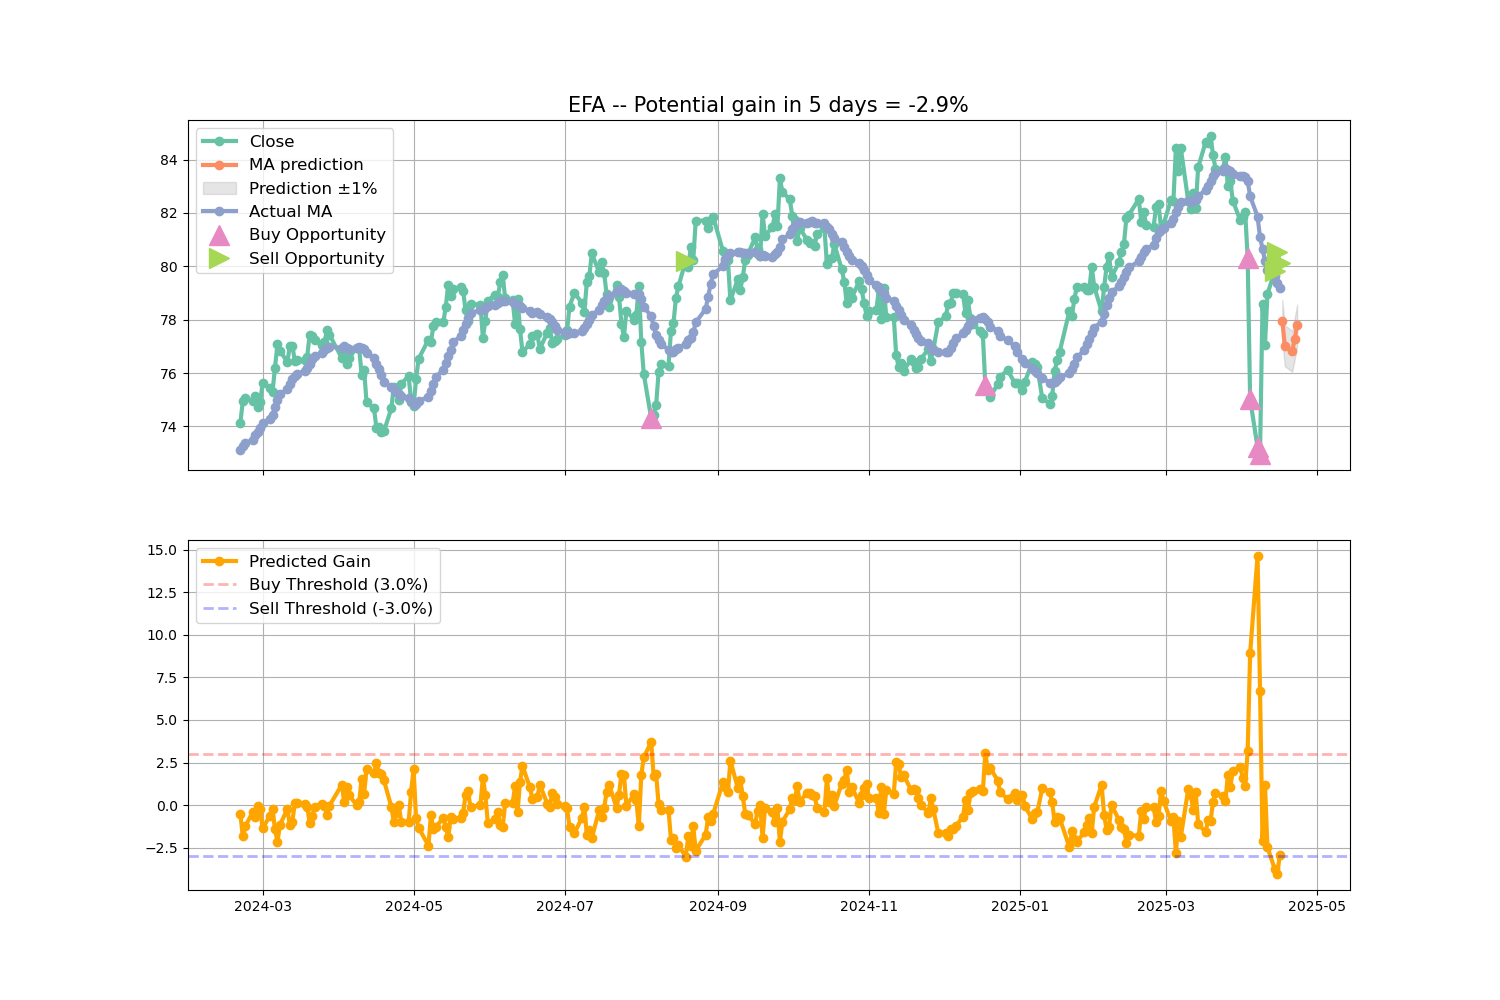 EFA -- Potential gain in 5 days = -2.9%
Close
MA prediction
Prediction ±1%
Actual MA
Buy Opportunity
Sell Opportunity
84
82
80
78
76
74
Predicted Gain
Buy Threshold (3.0%)
Sell Threshold (-3.0%)
15.0
12.5
10.0
7.5
5.0
2.5
0.0
−2.5
2024-03 2024-05 2024-07 2024-09 2024-11 2025-01 2025-03 2025-05